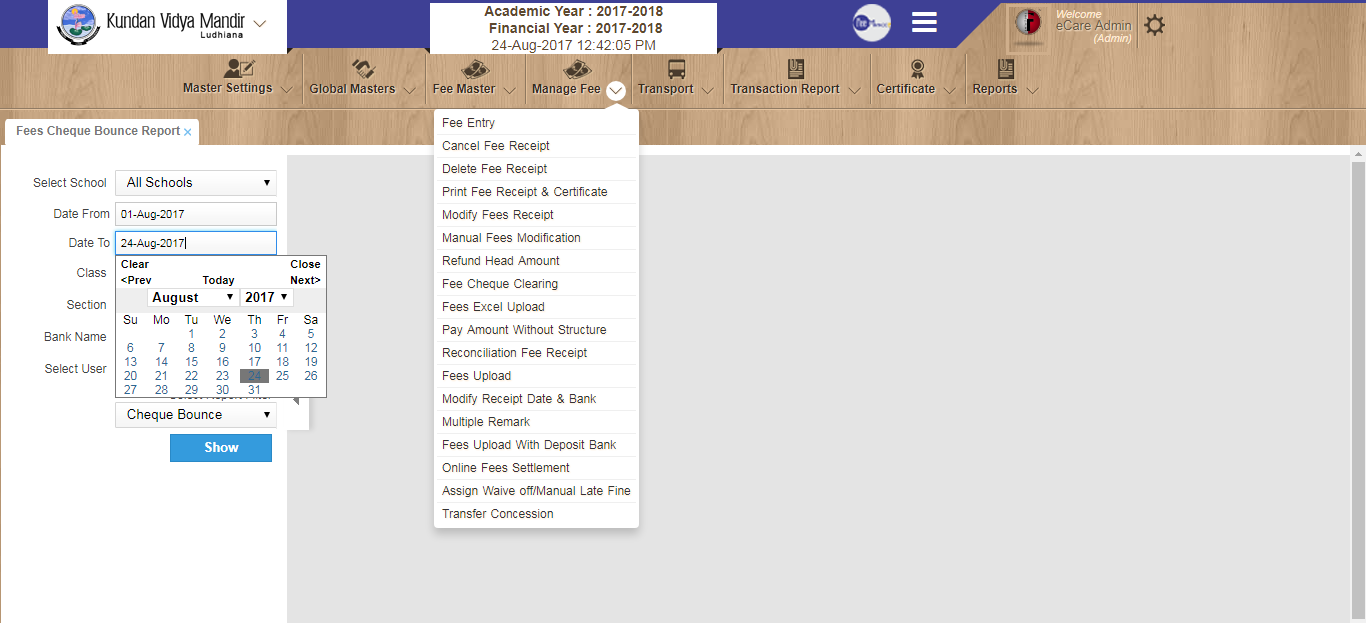 Kundan Vidya Mandir
Ludhiana
Academic Year : 2017-2018
Financial Year : 2017-2018
24-Aug-2017 12:42:05 PM
Welcome
eCare Admin
(Admin)
Master Settings
Global Masters
Fee Master
Manage Fee
Transport
Transaction Report
Certificate
Reports
Fees Cheque Bounce Report ×
Select School
All Schools
Date From
01-Aug-2017
Date To
24-Aug-2017
Class
Section
Bank Name
Select User
Clear Close
<Prev Today Next>
August 2017
Su Mo Tu We Th Fr Sa
1 2 3 4 5
6 7 8 9 10 11 12
13 14 15 16 17 18 19
20 21 22 23 24 25 26
27 28 29 30 31
Cheque Bounce
Show
Fee Entry
Cancel Fee Receipt
Delete Fee Receipt
Print Fee Receipt & Certificate
Modify Fees Receipt
Manual Fees Modification
Refund Head Amount
Fee Cheque Clearing
Fees Excel Upload
Pay Amount Without Structure
Reconciliation Fee Receipt
Fees Upload
Modify Receipt Date & Bank
Multiple Remark
Fees Upload With Deposit Bank
Online Fees Settlement
Assign Waive off/Manual Late Fine
Transfer Concession